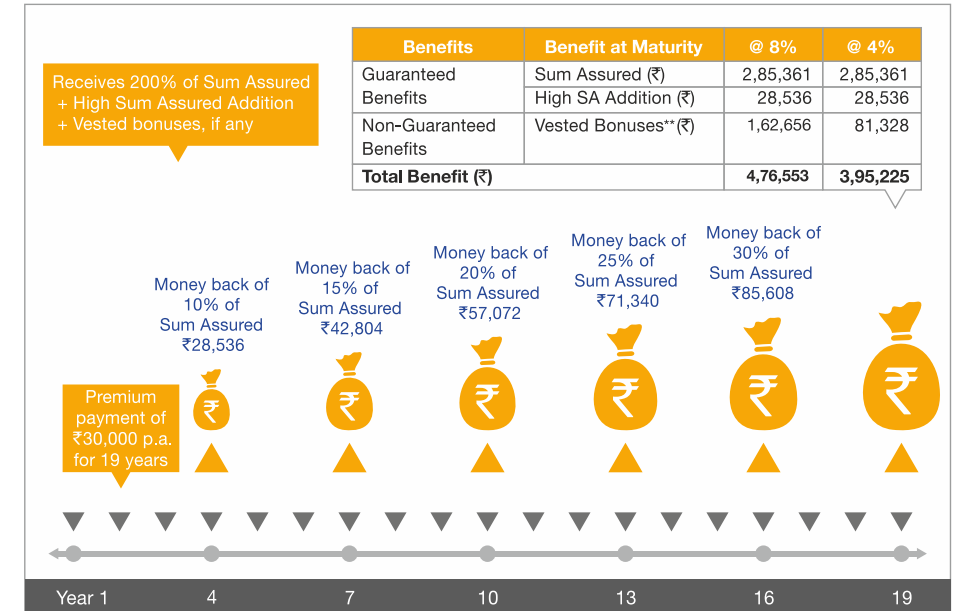 Benefits Benefit at Maturity @ 8% @ 4%
Guaranteed Sum Assured (₹) 2,85,361 2,85,361
Benefits High SA Addition (₹) 28,536 28,536
Non-Guaranteed Vested Bonuses**(₹) 1,62,656 81,328
Benefits
Total Benefit (₹) 4,76,553 3,95,225
Receives 200% of Sum Assured
+ High Sum Assured Addition
+ Vested bonuses, if any
Money back of
10% of
Sum Assured
₹28,536
Money back of
15% of
Sum Assured
₹42,804
Money back of
20% of
Sum Assured
₹57,072
Money back of
25% of
Sum Assured
₹71,340
Money back of
30% of
Sum Assured
₹85,608
₹ ₹ ₹ ₹ ₹ ₹
Premium
payment of
₹30,000 p.a.
for 19 years
Year 1 4 7 10 13 16 19